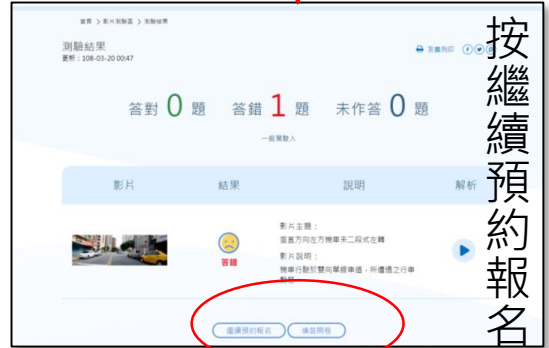 首頁 > 影片測驗區 > 測驗結果
測驗結果
更新：108-03-20 00:47
友善列印
答對 0 題 答錯 1 題 未作答 0 題
一般駕駛人
影片 結果 說明 解析
影片主題：
垂直方向左方機車未二段式左轉
答錯
影片說明：
機車行駛於雙向單線車道，所遭遇之行車
繼續預約報名 填答問卷
按繼續預約報名